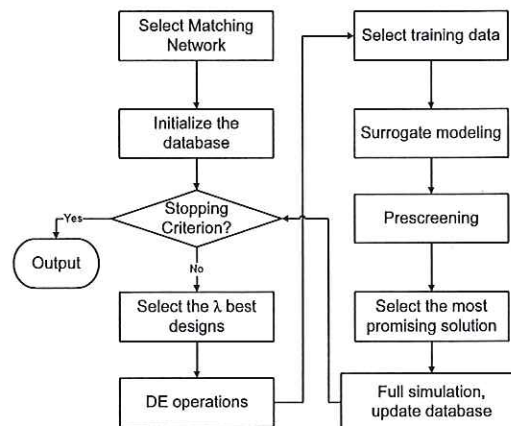 Select Matching
Network
Initialize the
database
Stopping
Criterion?
Yes
Output
No
Select the λ best
designs
DE operations
Select training data
Surrogate modeling
Prescreening
Select the most
promising solution
Full simulation,
update database